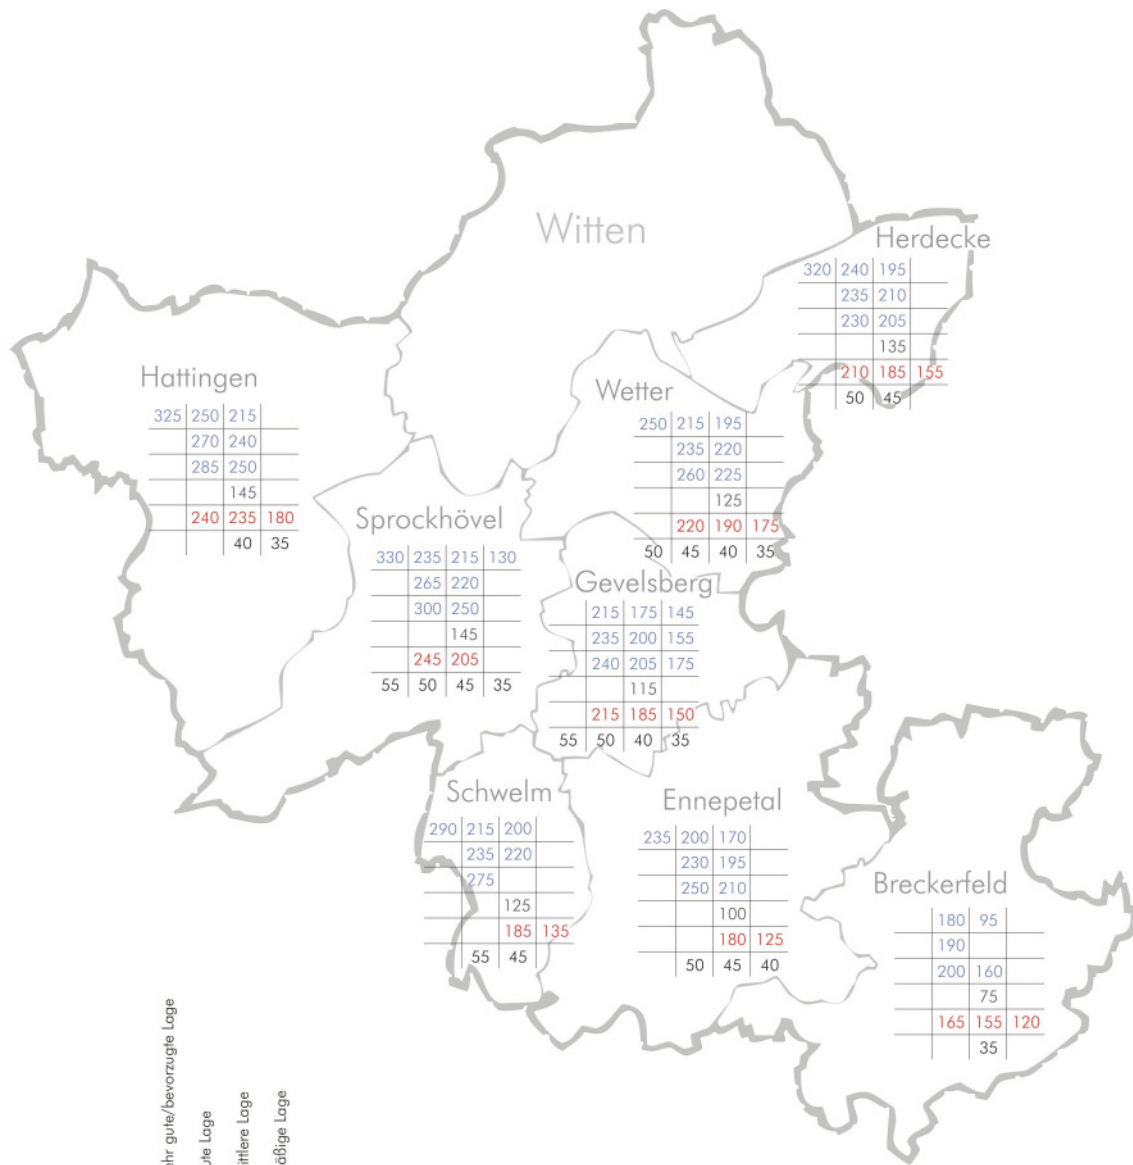 Witten
Herdecke
320 240 195
235 210
230 205
135
210 185 155
50 45
Hattingen
325 250 215
270 240
285 250
145
240 235 180
40 35
Wetter
250 215 195
235 220
260 225
125
220 190 175
50 45 40 35
Sprockhövel
330 235 215 130
265 220
300 250
145
245 205
55 50 45 35
Gevelsberg
215 175 145
235 200 155
240 205 175
115
215 185 150
55 50 40 35
Schwelm
290 215 200
235 220
275
125
185 135
55 45
Ennepetal
235 200 170
230 195
250 210
100
180 125
50 45 40
Breckerfeld
180 95
190
200 160
75
165 155 120
35
ehr gute/bevorzugte Lage
ute Lage
ittlere Lage
äßige Lage